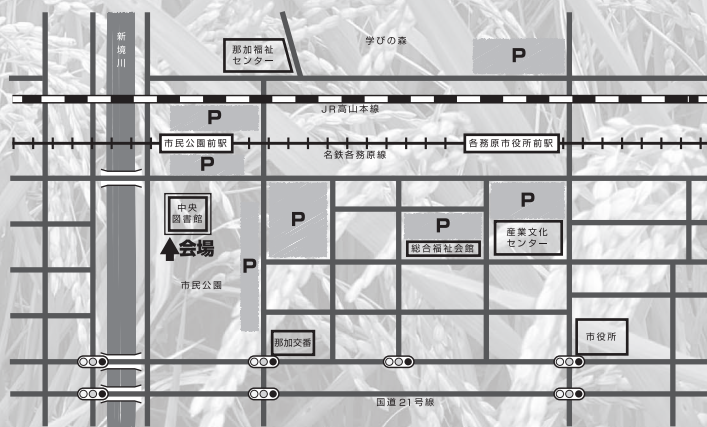 新境川
那加福祉
センター
学びの森
P
JR高山本線
P
市民公園前駅
各務原市役所前駅
名鉄各務原線
P
中央
図書館
会場
P
P
P
産業文化
センター
総合福祉会館
P
市民公園
那加交番
市役所
国道21号線